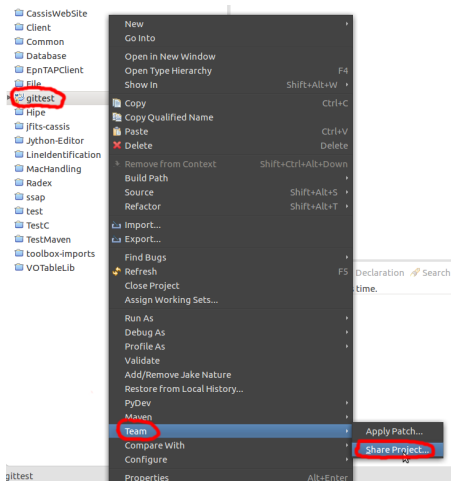 CassisWebSite
Client
Common
Database
EpnTAPClient
File
gittest
Hipe
jfits-cassis
Jython-Editor
LineIdentification
MacHandling
Radex
ssap
test
TestC
TestMaven
toolbox-imports
VOTableLib
New
Go Into
Open in New Window
Open Type Hierarchy F4
Show In Shift+Alt+W
Copy Ctrl+C
Copy Qualified Name
Paste Ctrl+V
Delete Delete
Remove from Context Shift+Ctrl+Alt+Down
Build Path
Source Shift+Alt+S
Refactor Shift+Alt+T
Import...
Export...
Find Bugs
Refresh F5
Close Project
Assign Working Sets...
Run As
Debug As
Profile As
Validate
Add/Remove Jake Nature
Restore from Local History...
PyDev
Maven
Team
Compare With
Configure
Properties Alt+Enter
Apply Patch...
Share Project...
Declaration Search
time.
gittest